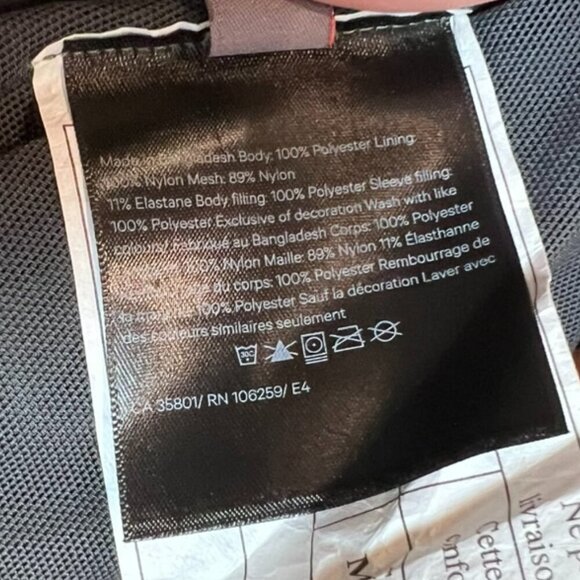 Made in Bangladesh Body: 100% Polyester Lining:
100% Nylon Mesh: 89% Nylon
11% Elastane Body filling: 100% Polyester Sleeve filling:
100% Polyester Exclusive of decoration Wash with like
colours/ Fabriqué au Bangladesh Corps: 100% Polyester
100% Nylon Maille: 89% Nylon 11% Élasthanne
du corps: 100% Polyester Rembourrage de
100% Polyester Sauf la décoration Laver avec
des couleurs similaires seulement
30C
CA 35801/ RN 106259/ E4
livraison
Cette